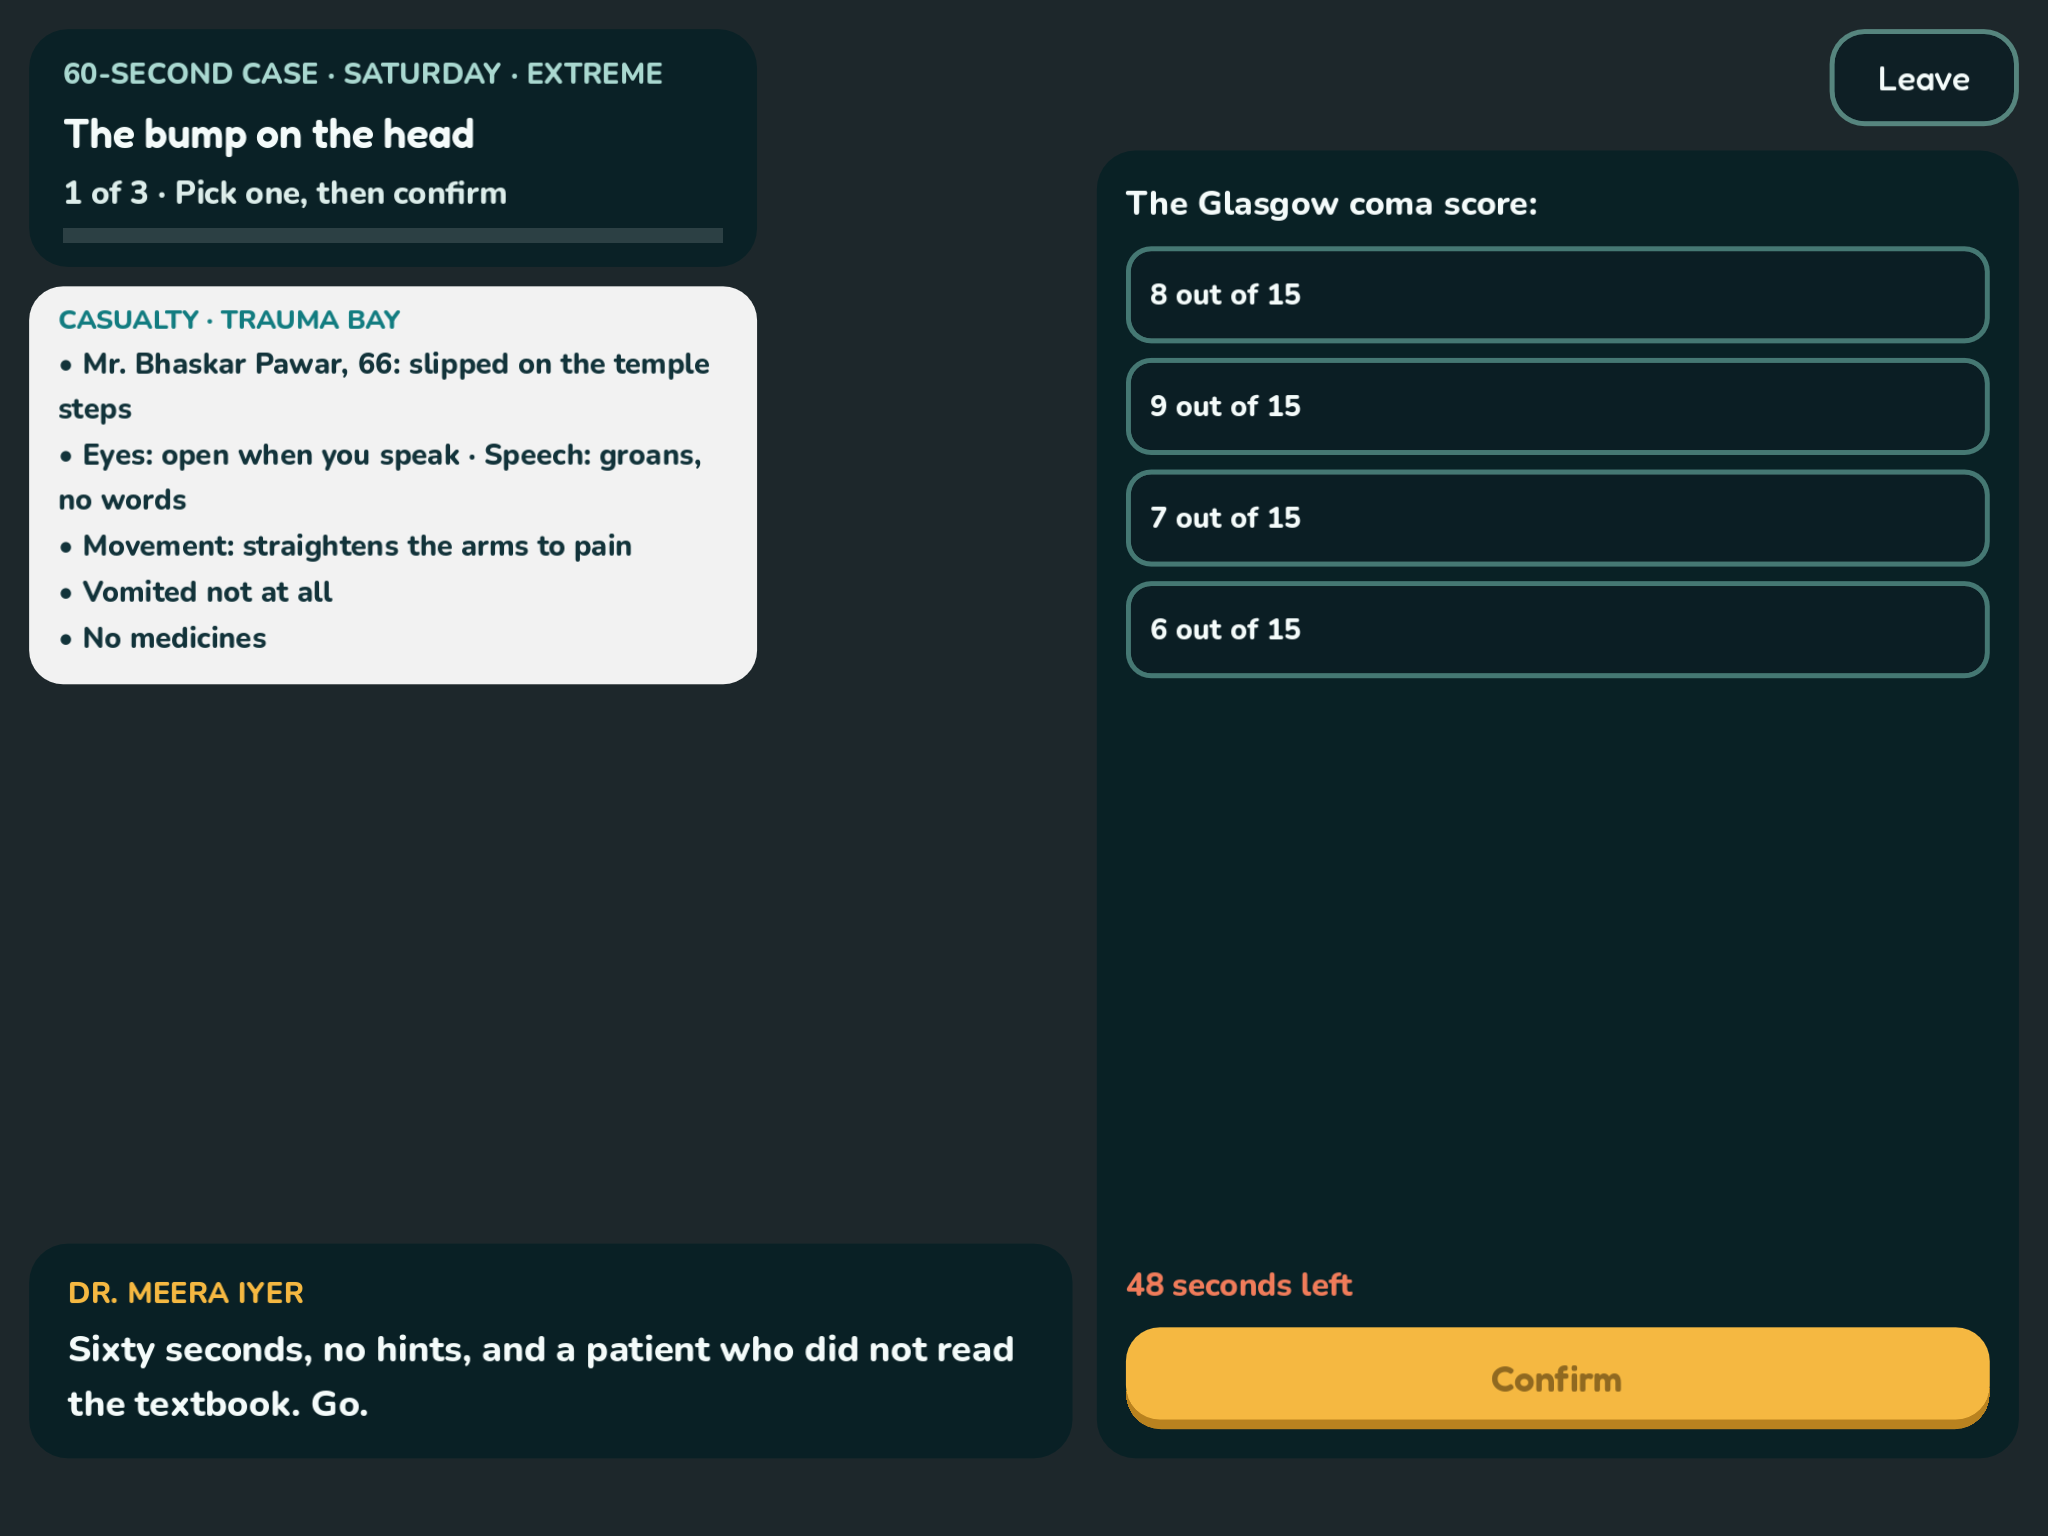 60-SECOND CASE · SATURDAY · EXTREME
The bump on the head
1 of 3 · Pick one, then confirm
CASUALTY · TRAUMA BAY
• Mr. Bhaskar Pawar, 66: slipped on the temple
steps
• Eyes: open when you speak · Speech: groans,
no words
• Movement: straightens the arms to pain
• Vomited not at all
• No medicines
DR. MEERA IYER
Sixty seconds, no hints, and a patient who did not read
the textbook. Go.
Leave
The Glasgow coma score:
8 out of 15
9 out of 15
7 out of 15
6 out of 15
48 seconds left
Confirm